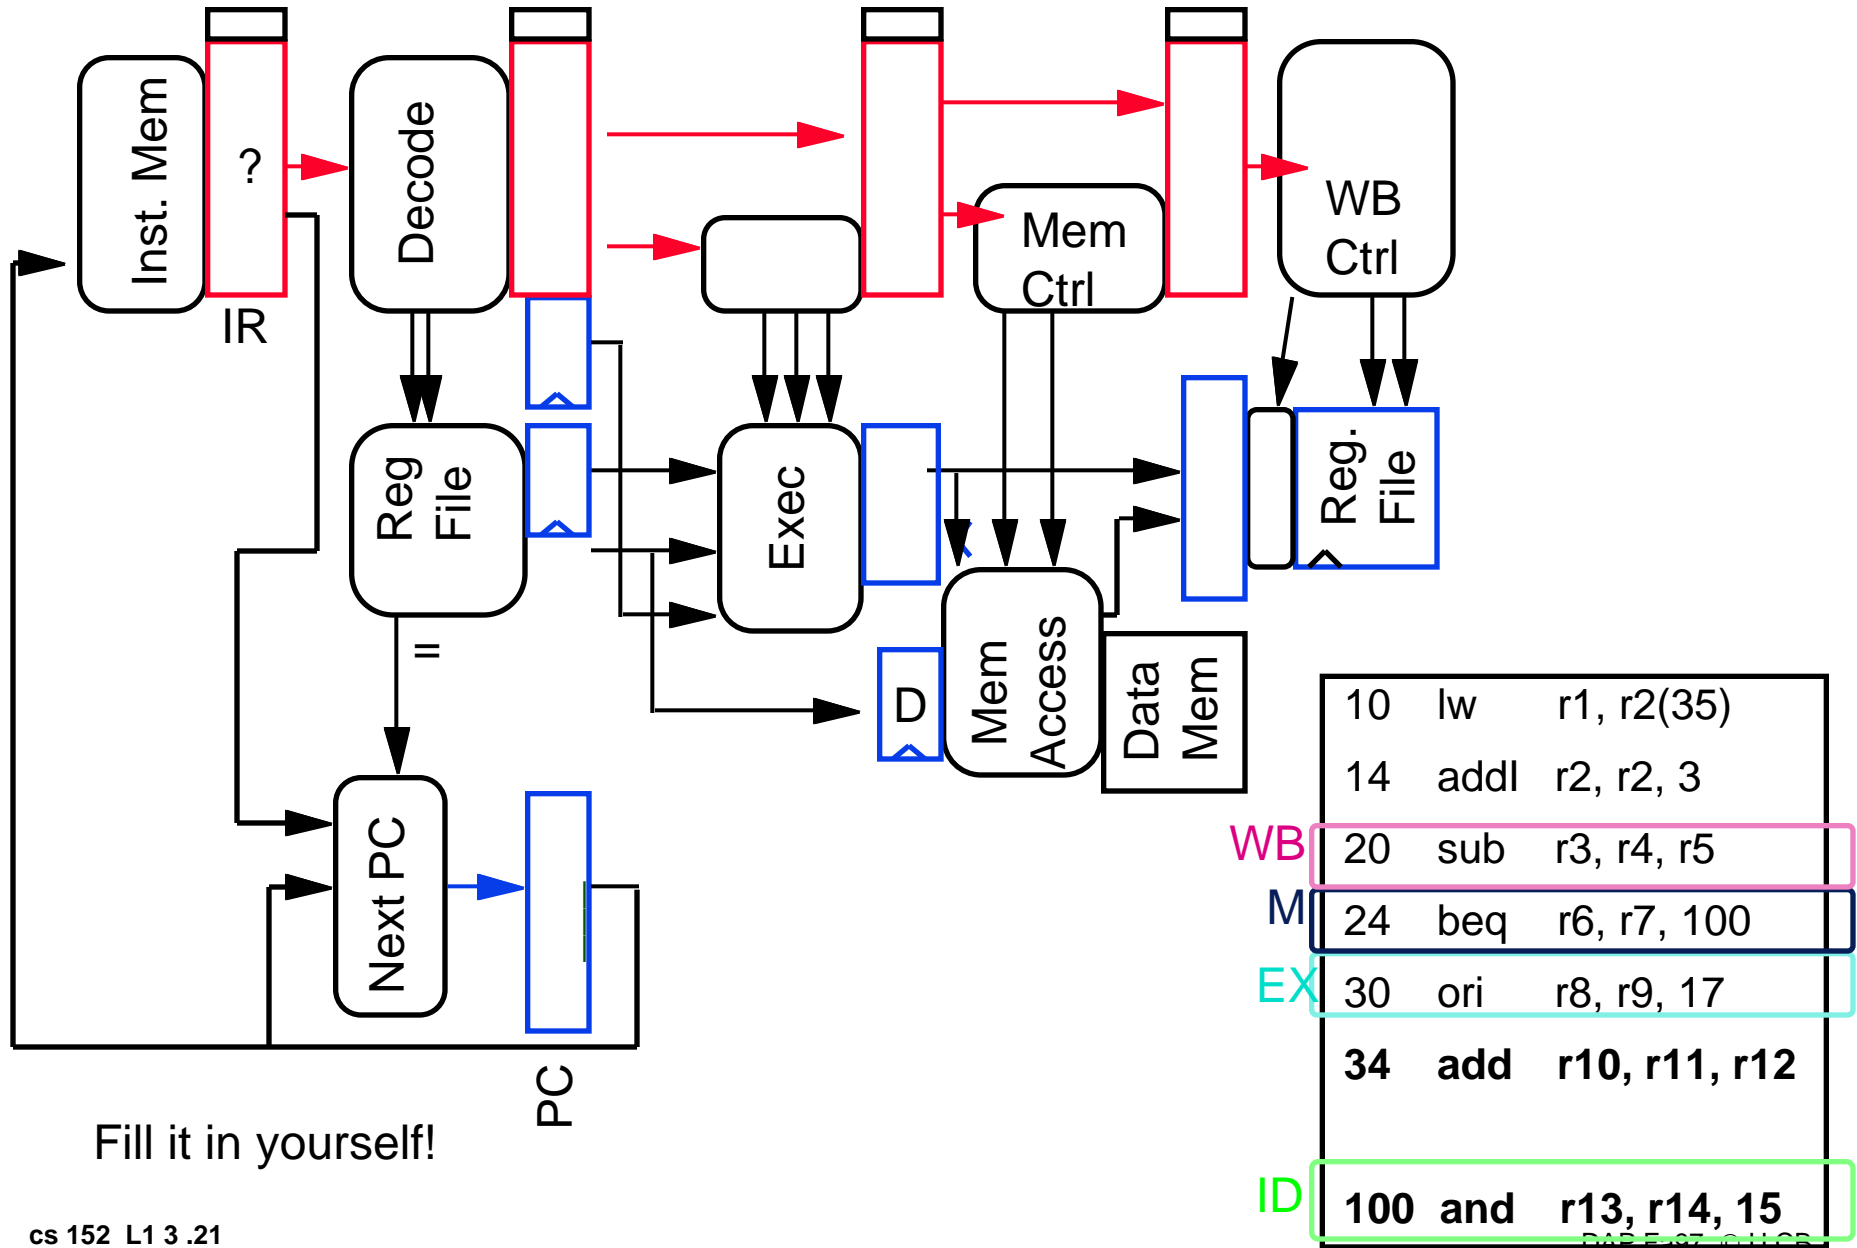 Inst. Mem
?
IR
Decode
Mem
Ctrl
WB
Ctrl
Reg
File
=
Exec
Reg.
File
D
Mem
Access
Data
Mem
Next PC
PC
10 lw r1, r2(35)
14 addI r2, r2, 3
WB 20 sub r3, r4, r5
M 24 beq r6, r7, 100
EX 30 ori r8, r9, 17
34 add r10, r11, r12
ID 100 and r13, r14, 15
Fill it in yourself!
cs 152 L1 3 .21